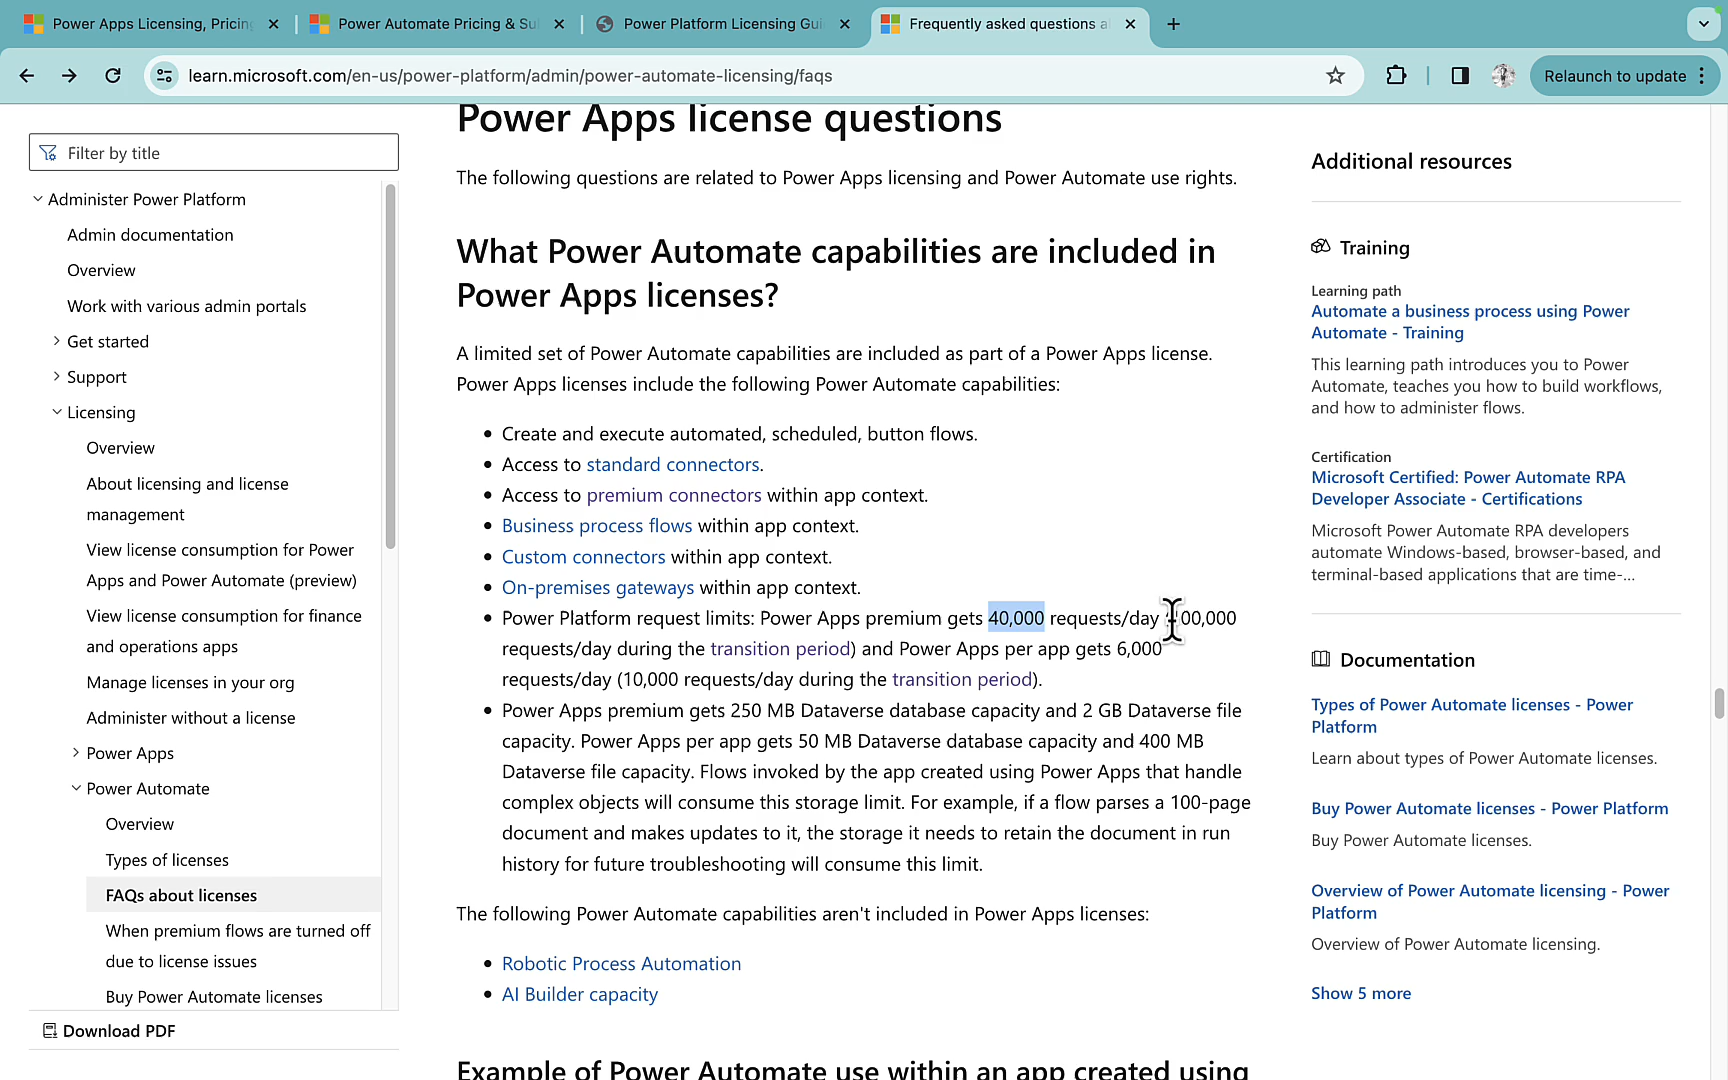 Power Apps Licensing, Pricing
Power Automate Pricing & Su
Power Platform Licensing Gui
Frequently asked questions a
learn.microsoft.com/en-us/power-platform/admin/power-automate-licensing/faqs
Relaunch to update
Filter by title
Administer Power Platform
Admin documentation
Overview
Work with various admin portals
Get started
Support
Licensing
Overview
About licensing and license
management
View license consumption for Power
Apps and Power Automate (preview)
View license consumption for finance
and operations apps
Manage licenses in your org
Administer without a license
Power Apps
Power Automate
Overview
Types of licenses
FAQs about licenses
When premium flows are turned off
due to license issues
Buy Power Automate licenses
Download PDF
Power Apps license questions
The following questions are related to Power Apps licensing and Power Automate use rights.
What Power Automate capabilities are included in
Power Apps licenses?
A limited set of Power Automate capabilities are included as part of a Power Apps license.
Power Apps licenses include the following Power Automate capabilities:
Create and execute automated, scheduled, button flows.
Access to standard connectors.
Access to premium connectors within app context.
Business process flows within app context.
Custom connectors within app context.
On-premises gateways within app context.
Power Platform request limits: Power Apps premium gets 40,000 requests/day
requests/day during the transition period) and Power Apps per app gets 6,000
requests/day (10,000 requests/day during the transition period).
Power Apps premium gets 250 MB Dataverse database capacity and 2 GB Dataverse file
capacity. Power Apps per app gets 50 MB Dataverse database capacity and 400 MB
Dataverse file capacity. Flows invoked by the app created using Power Apps that handle
complex objects will consume this storage limit. For example, if a flow parses a 100-page
document and makes updates to it, the storage it needs to retain the document in run
history for future troubleshooting will consume this limit.
The following Power Automate capabilities aren't included in Power Apps licenses:
Robotic Process Automation
AI Builder capacity
Example of Power Automate use within an app created using
Additional resources
Training
Learning path
Automate a business process using Power
Automate - Training
This learning path introduces you to Power
Automate, teaches you how to build workflows,
and how to administer flows.
Certification
Microsoft Certified: Power Automate RPA
Developer Associate - Certifications
Microsoft Power Automate RPA developers
automate Windows-based, browser-based, and
terminal-based applications that are time-...
Documentation
Types of Power Automate licenses - Power
Platform
Learn about types of Power Automate licenses.
Buy Power Automate licenses - Power Platform
Buy Power Automate licenses.
Overview of Power Automate licensing - Power
Platform
Overview of Power Automate licensing.
Show 5 more